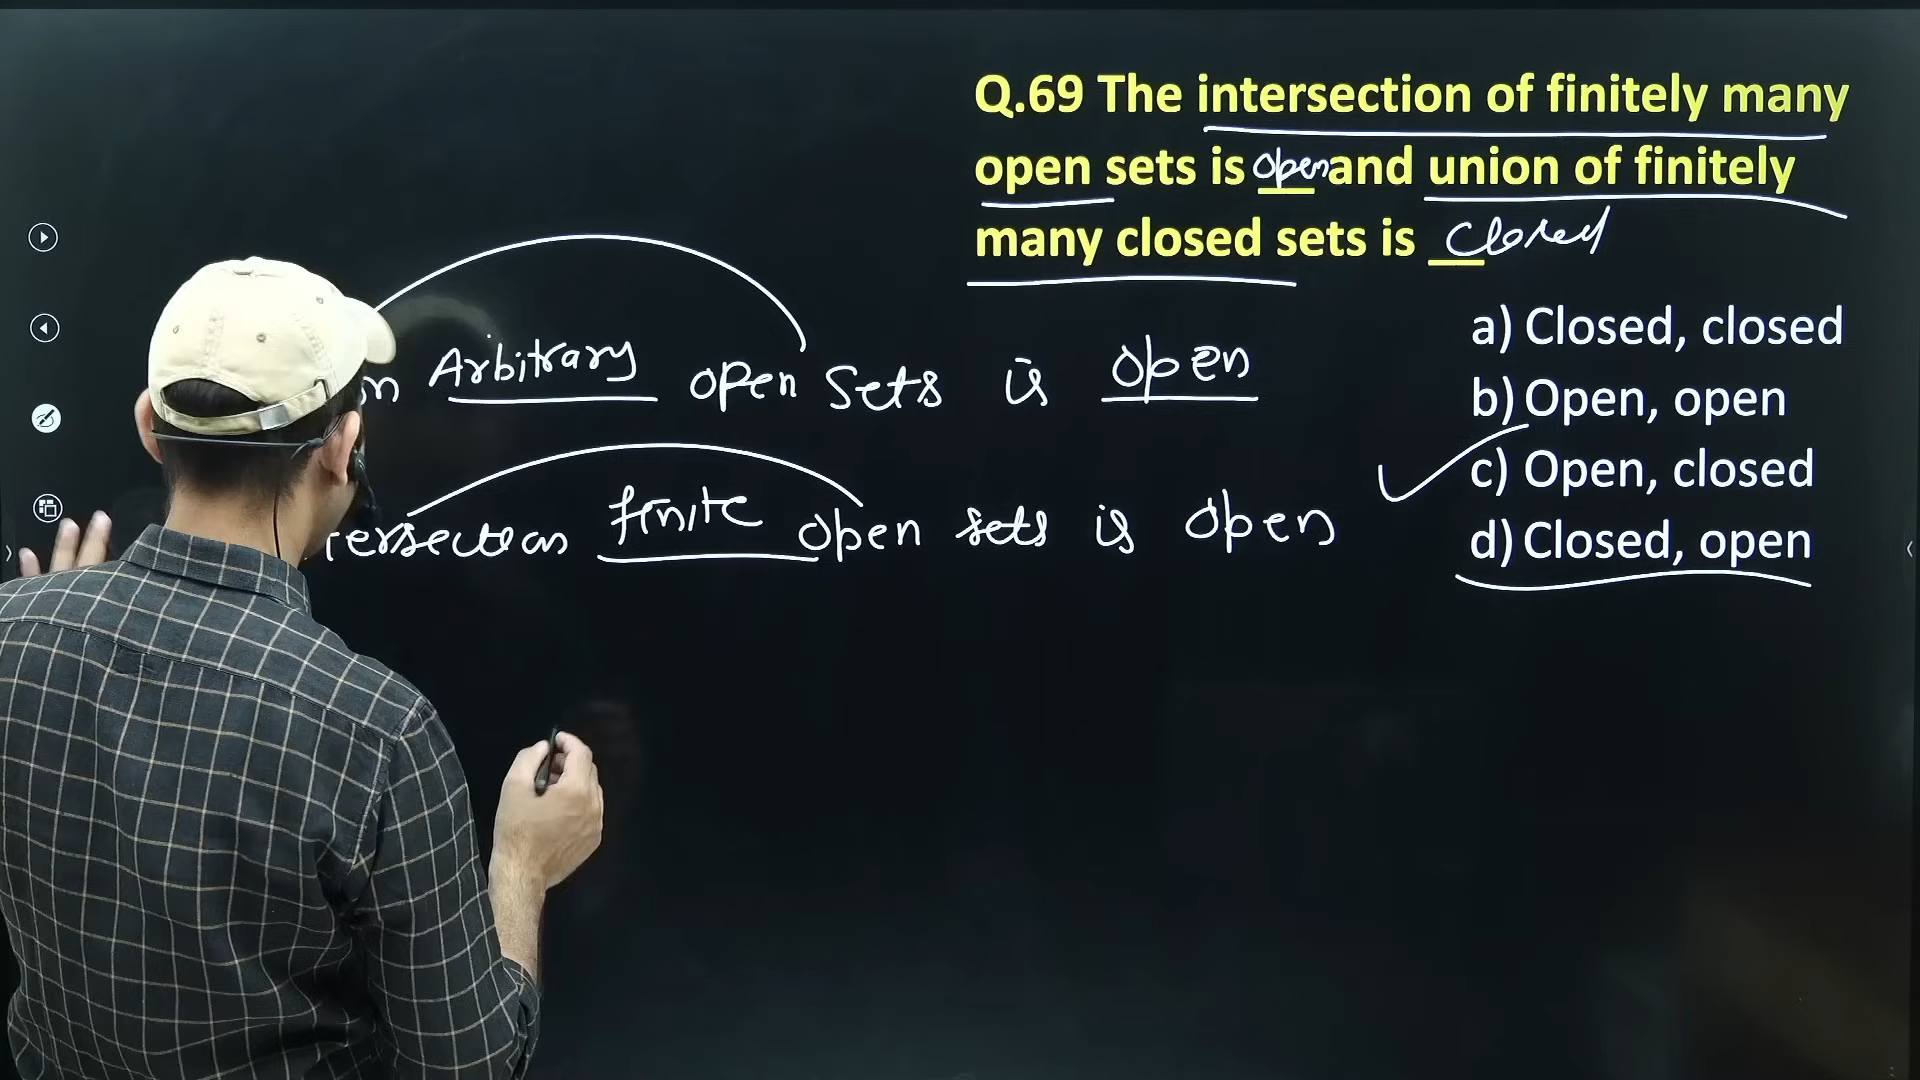 Q.69 The intersection of finitely many
open sets is open and union of finitely
many closed sets is closed
a) Closed, closed
b) Open, open
c) Open, closed
d) Closed, open
Arbitrary open sets is open
finite open sets is open